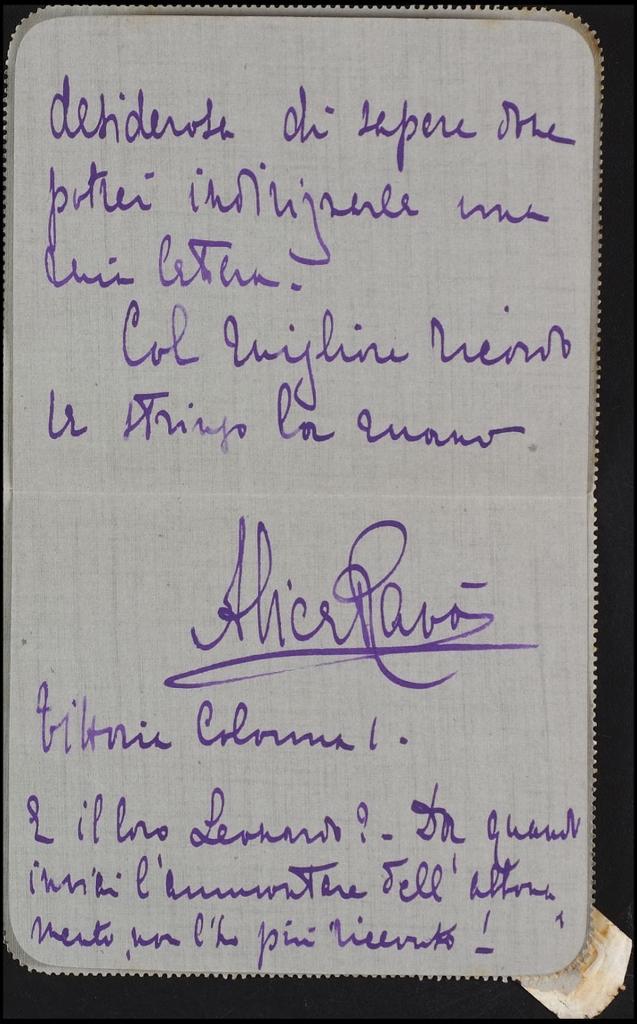 desiderosa di sapere dove
potrei indirizzarle una
mia lettera.
Col migliore ricordo
le stringo la mano
Alice Ravà
Vittoria Colonna 1.
E il loro Leonardo? - Da quando
inviai l'ammontare dell'abbona
mento, non l'ho più ricevuto!